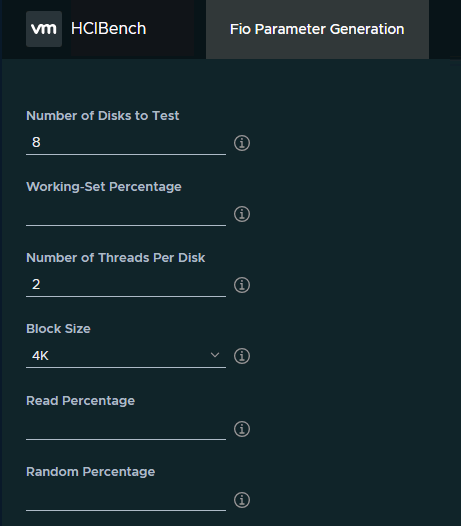 vm HCIBench
Fio Parameter Generation
Number of Disks to Test
8
Working-Set Percentage
Number of Threads Per Disk
2
Block Size
4K
Read Percentage
Random Percentage